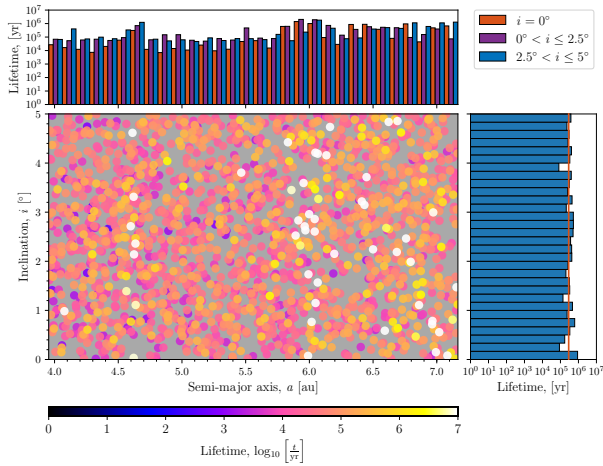 Lifetime, [yr]
10^7
10^6
10^5
10^4
10^3
10^2
10^1
10^0
i = 0°
0° < i ≤ 2.5°
2.5° < i ≤ 5°
Inclination, i [°]
5
4
3
2
1
0
4.0 4.5 5.0 5.5 6.0 6.5 7.0
Semi-major axis, a [au]
10^0 10^1 10^2 10^3 10^4 10^5 10^6 10^7
Lifetime, [yr]
0 1 2 3 4 5 6 7
Lifetime, log_10 [t/yr]